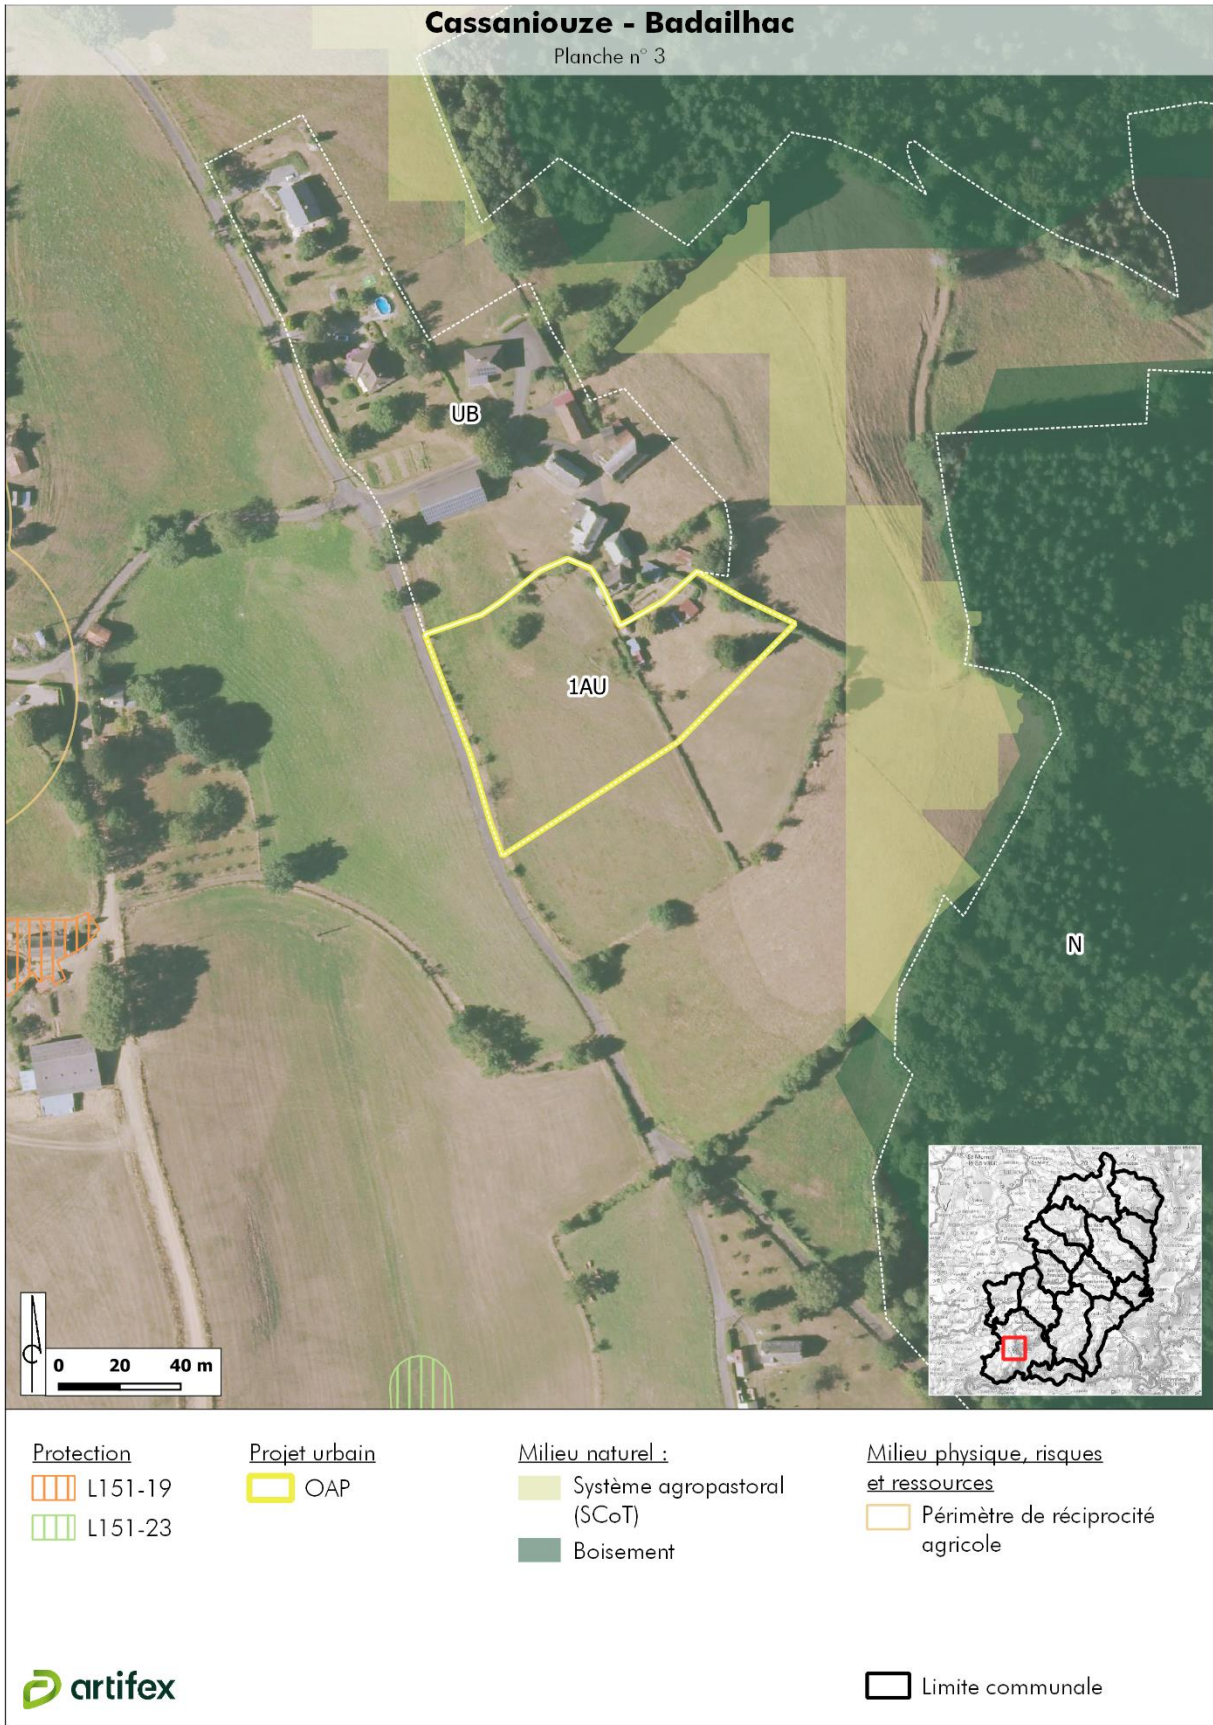 Cassaniouze - Badailhac
Planche n° 3
UB
1AU
N
0 20 40 m
Protection
L151-19
L151-23
Projet urbain
OAP
Milieu naturel :
Système agropastoral
(SCoT)
Boisement
Milieu physique, risques
et ressources
Périmètre de réciprocité
agricole
artifex
Limite communale